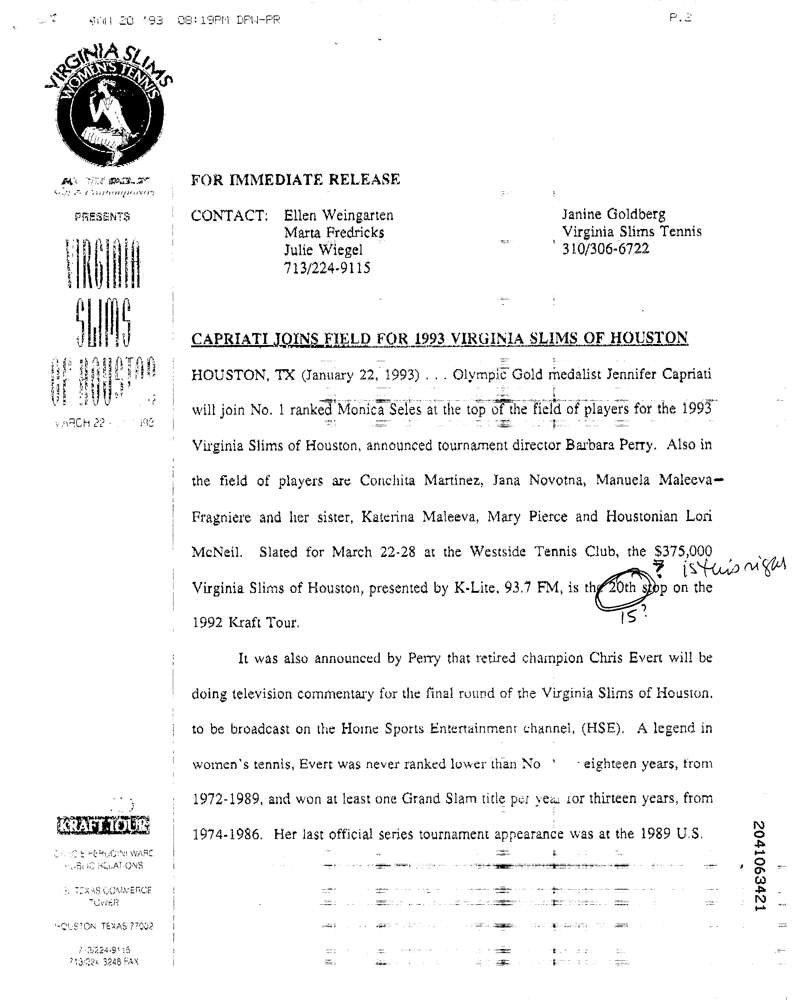 JAN 20 '93 08:19PM DPW-PR P.2
VIRGINIA SLIMS
WOMEN'S TENNIS
PRESENTS
VIRGINIA
SLIMS
OF HOUSTON
MARCH 22
FOR IMMEDIATE RELEASE
CONTACT: Ellen Weingarten
Marta Fredricks
Julie Wiegel
713/224-9115
Janine Goldberg
Virginia Slims Tennis
310/306-6722
CAPRIATI JOINS FIELD FOR 1993 VIRGINIA SLIMS OF HOUSTON
HOUSTON, TX (January 22, 1993) . . . Olympic Gold medalist Jennifer Capriati
will join No. 1 ranked Monica Seles at the top of the field of players for the 1993
Virginia Slims of Houston, announced tournament director Barbara Perry. Also in
the field of players are Conchita Martinez, Jana Novotna, Manuela Maleeva-
Fragniere and her sister, Katerina Maleeva, Mary Pierce and Houstonian Lori
McNeil. Slated for March 22-28 at the Westside Tennis Club, the $375,000
? is this right
Virginia Slims of Houston, presented by K-Lite, 93.7 FM, is the 20th stop on the
15?
1992 Kraft Tour.
It was also announced by Perry that retired champion Chris Evert will be
doing television commentary for the final round of the Virginia Slims of Houston,
to be broadcast on the Home Sports Entertainment channel, (HSE). A legend in
women's tennis, Evert was never ranked lower than No eighteen years, from
1972-1989, and won at least one Grand Slam title per year for thirteen years, from
1974-1986. Her last official series tournament appearance was at the 1989 U.S.
KRAFT TOUR
PUBLIC RELATIONS
TEXAS COMMERCE
TOWER
HOUSTON TEXAS 77002
713/224-9115
713/224 3248 FAX
2041063421